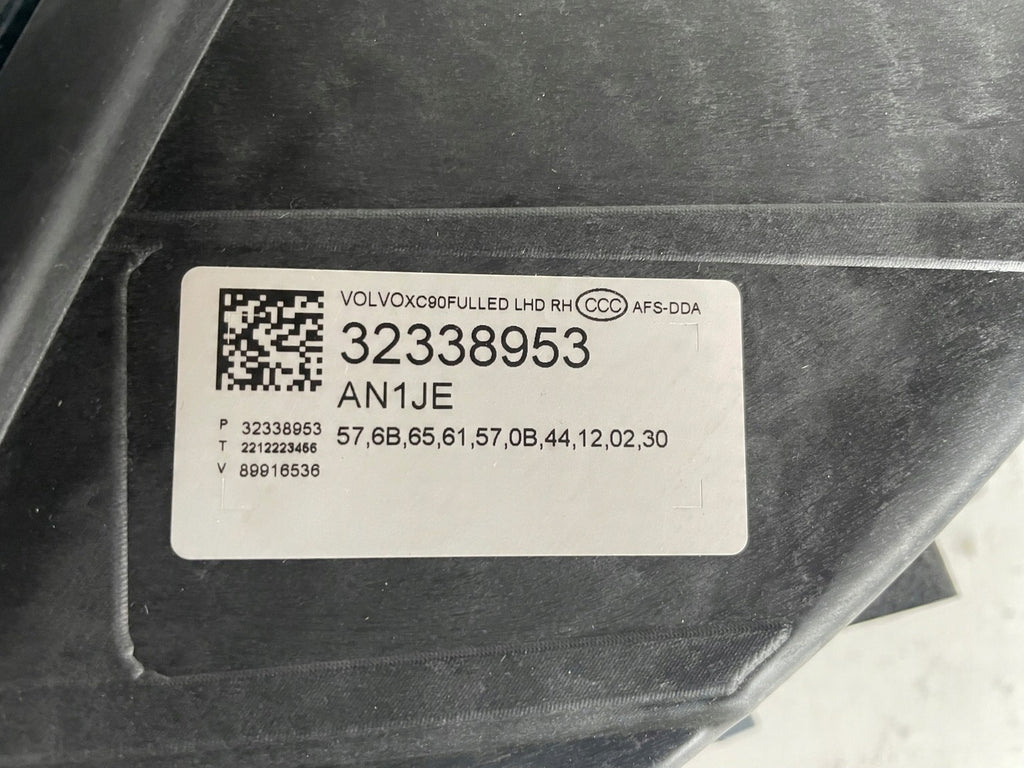 VOLVOXC90FULLED LHD RH CCC AFS-DDA
32338953
AN1JE
57,6B,65,61,57,0B,44,12,02,30
P 32338953
T 2212223466
V 89916536